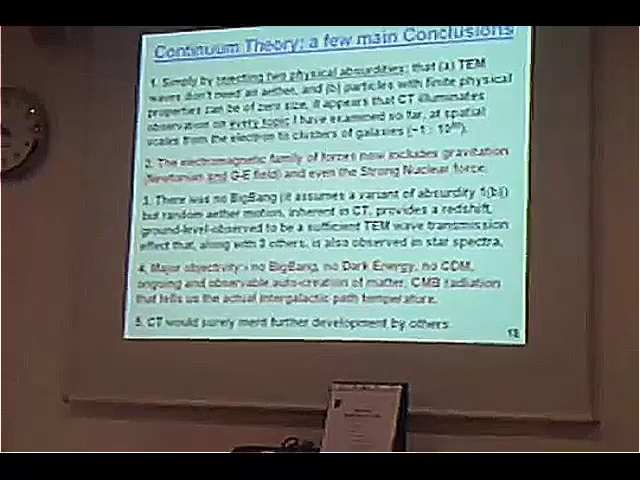 Continuum Theory: a few main Conclusions
1. Simply by rejecting two physical absurdities: that (a) TEM
waves don't need an aether, and (b) particles with finite physical
properties can be of zero size, it appears that CT illuminates
observation on every topic I have examined so far, at spatial
scales from the electron to clusters of galaxies (~1 : 10
2. The electromagnetic family of forces now includes gravitation
(Newtonian and G-E field) and even the Strong Nuclear force.
3. There was no BigBang (it assumes a variant of absurdity 1(b))
but random aether motion, inherent in CT, provides a redshift,
ground-level-observed to be a sufficient TEM wave transmission
effect that, along with 3 others, is also observed in star spectra.
4. Major objectivity - no BigBang, no Dark Energy, no CDM,
ongoing and observable auto-creation of matter, CMB radiation
that tells us the actual intergalactic path temperature.
5. CT would surely merit further development by others.
18